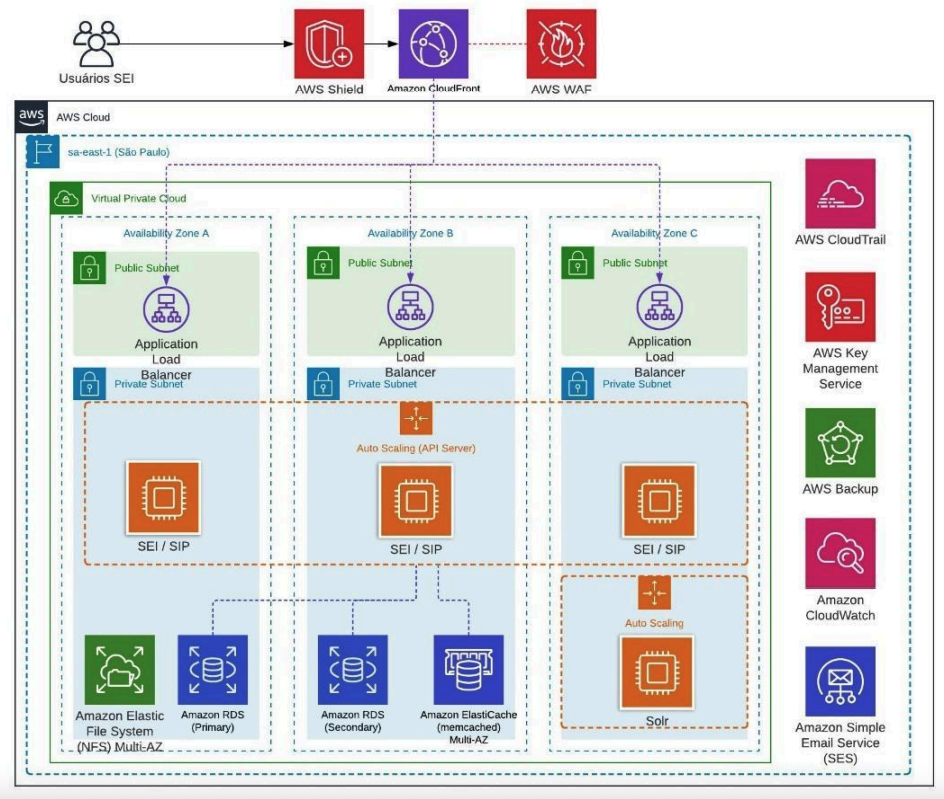 Usuários SEI
AWS Shield
Amazon CloudFront
AWS WAF
aws
AWS Cloud
sa-east-1 (São Paulo)
Virtual Private Cloud
Availability Zone A
Availability Zone B
Availability Zone C
Public Subnet
Public Subnet
Public Subnet
Application
Load
Balancer
Application
Load
Balancer
Application
Load
Balancer
Private Subnet
Private Subnet
Private Subnet
Auto Scaling (API Server)
SEI / SIP
SEI / SIP
SEI / SIP
Auto Scaling
Solr
Amazon Elastic
File System
(NFS) Multi-AZ
Amazon RDS
(Primary)
Amazon RDS
(Secondary)
Amazon ElastiCache
(memcached)
Multi-AZ
AWS CloudTrail
AWS Key
Management
Service
AWS Backup
Amazon
CloudWatch
Amazon Simple
Email Service
(SES)